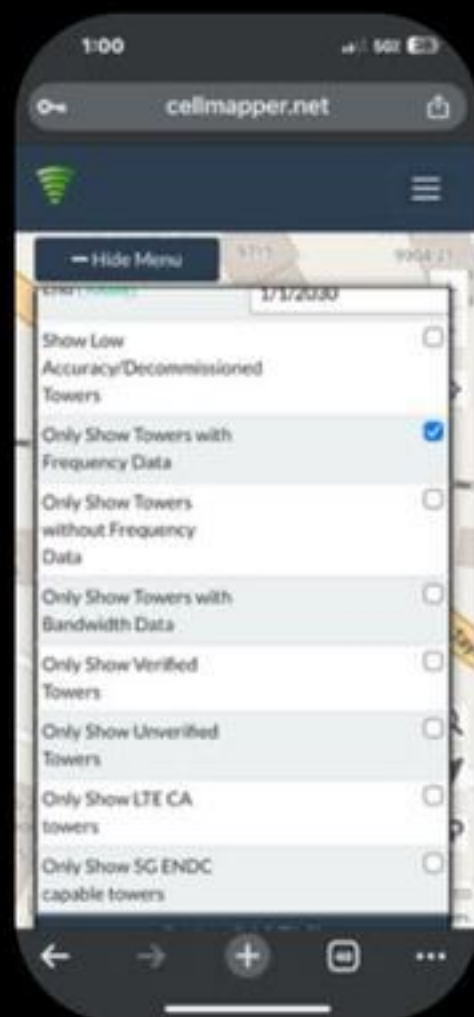 1:00
cellmapper.net
Hide Menu
1/1/2030
Show Low
Accuracy/Decommissioned
Towers
Only Show Towers with
Frequency Data
Only Show Towers
without Frequency
Data
Only Show Towers with
Bandwidth Data
Only Show Verified
Towers
Only Show Unverified
Towers
Only Show LTE CA
towers
Only Show 5G ENDC
capable towers